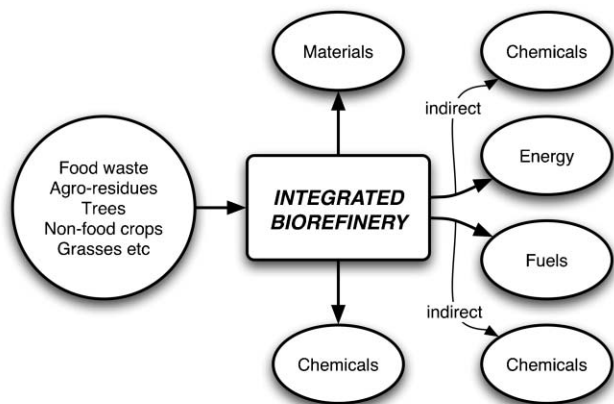 Food waste
Agro-residues
Trees
Non-food crops
Grasses etc
INTEGRATED
BIOREFINERY
Materials
Chemicals
indirect
Chemicals
Energy
Fuels
indirect
Chemicals